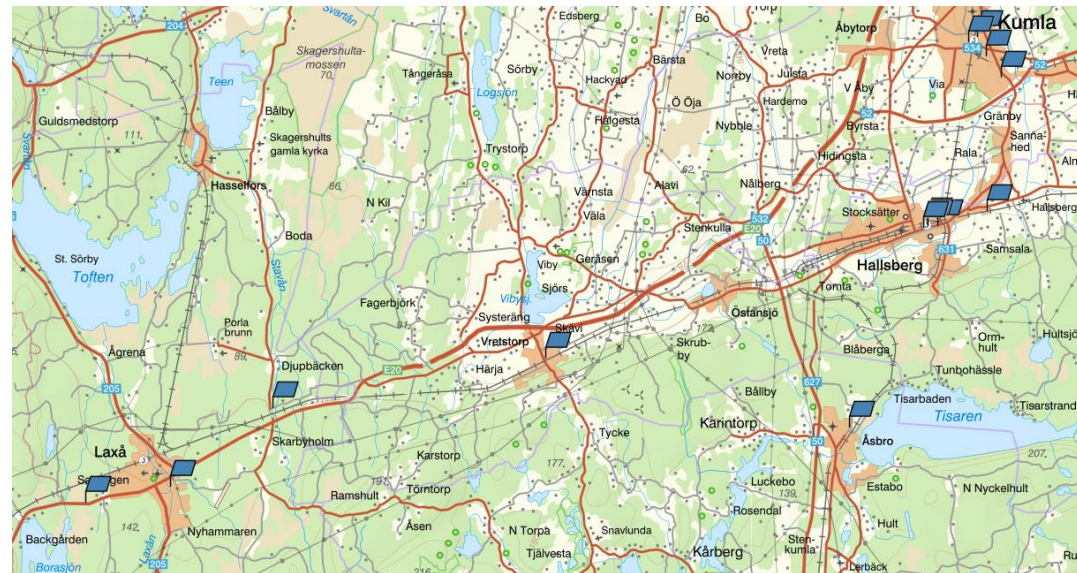 204
Svartån
Skagershulta-
mossen
70,
Teen
Guldsmedstorp
111,
Bålby
Skagershults
gamla kyrka
86,
Hasselfors
N Kil
Boda
St. Sörby
Toften
Stavån
Porla
brunn
89,
Ågrena
205
Djupbäcken
Laxå
Skarbyholm
142,
Nyhammaren
Backgården
Borasjön
Laxån
205
Edsberg
Bo
Tångeråsa
Sörby
Logsjön
Hackvad
Bärsta
Hälgesta
Ö Öja
Norrby
Vreta
Julsta
Hardemo
Nybble
Trystorp
Värnsta
Alavi
62,
Nålberg
Väla
Stenkulla
532
E20
50
Viby
Geråsen
Sjörs
Vibysj.
Fagerbjörk
91,
Systeräng
Skävi
Vretstorp
Härja
E20
172,
Skrub-
by
Östansjö
Tycke
Karstorp
191,
Törntorp
177,
Ramshult
Åsen
N Torpa
Tjälvesta
216
Snavlunda
Åbytorp
Kumla
534
52
V Åby
Via
52
Byrsta
Gränby
Sanna-
hed
Hidingsta
Rala
Stocksätter
Hallsberg
Hallsberg
631
Samsala
Tomta
Blåberga
Orm-
hult
Hultsjö
Tunbohässle
Tisarbaden
Tisarstrand
Tisaren
627
Bållby
Karintorp
50
Åsbro
207,
Luckebo
139,
Estabo
N Nyckelhult
Rosendal
Hult
Kårberg
Sten-
kumla
Lerbäck